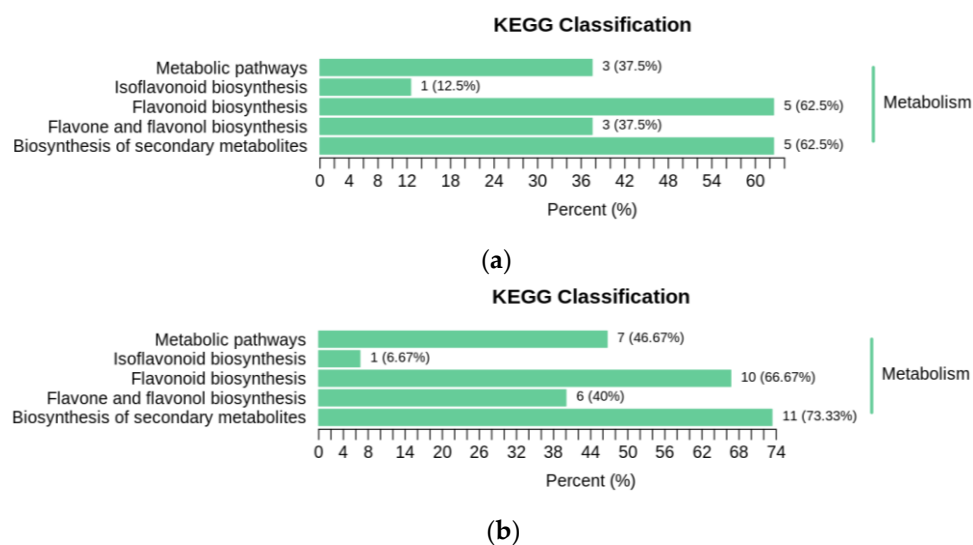 KEGG Classification
Metabolic pathways 3 (37.5%)
Isoflavonoid biosynthesis 1 (12.5%)
Flavonoid biosynthesis 5 (62.5%)
Flavone and flavonol biosynthesis 3 (37.5%)
Biosynthesis of secondary metabolites 5 (62.5%)
Metabolism
0 4 8 12 18 24 30 36 42 48 54 60
Percent (%)
(a)
KEGG Classification
Metabolic pathways 7 (46.67%)
Isoflavonoid biosynthesis 1 (6.67%)
Flavonoid biosynthesis 10 (66.67%)
Flavone and flavonol biosynthesis 6 (40%)
Biosynthesis of secondary metabolites 11 (73.33%)
Metabolism
0 4 8 14 20 26 32 38 44 50 56 62 68 74
Percent (%)
(b)